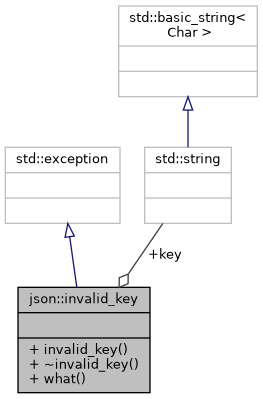 std::basic_string<
Char >
std::exception
std::string
+key
json::invalid_key
+ invalid_key()
+ ~invalid_key()
+ what()